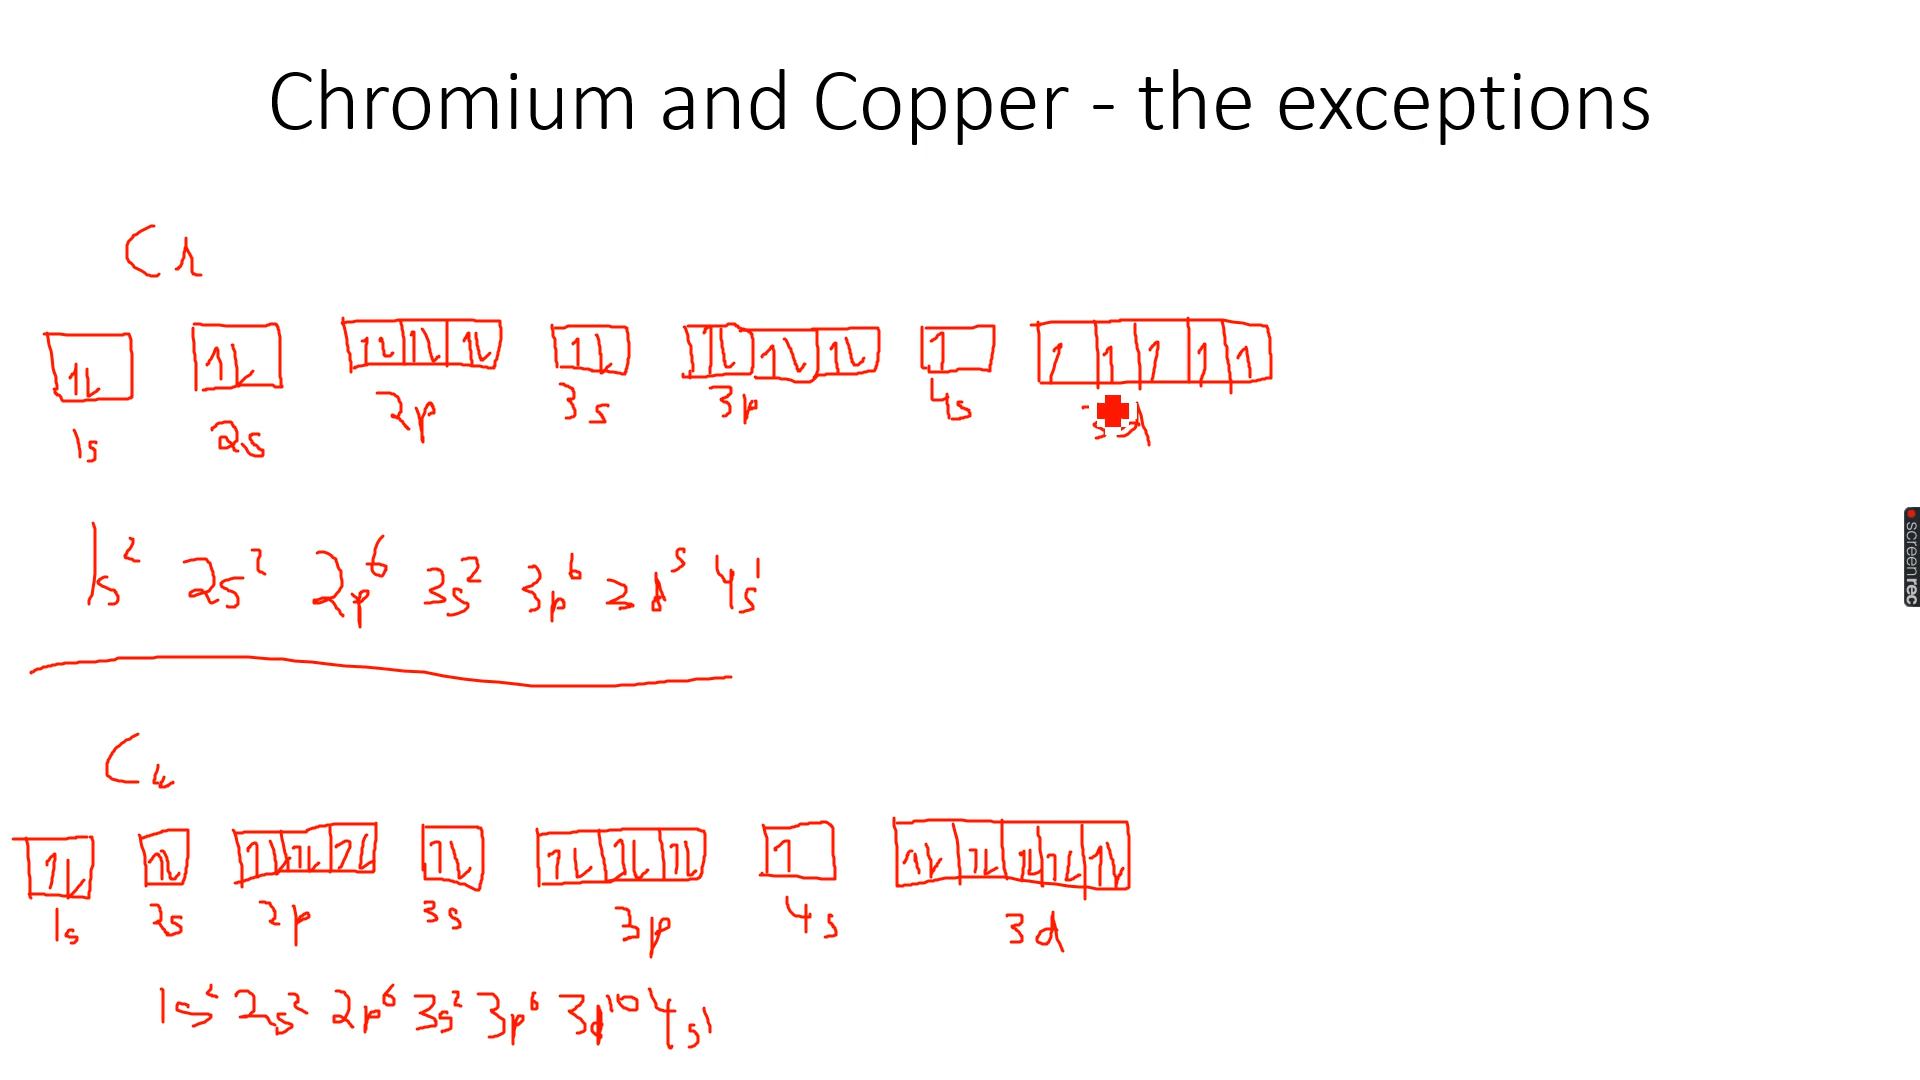 Chromium and Copper - the exceptions
Cr
1s 2s 2p 3s 3p 4s
1s² 2s² 2p⁶ 3s² 3p⁶ 3d⁵ 4s¹
Cu
1s 2s 2p 3s 3p 4s 3d
1s² 2s² 2p⁶ 3s² 3p⁶ 3d¹⁰ 4s¹
screenrec